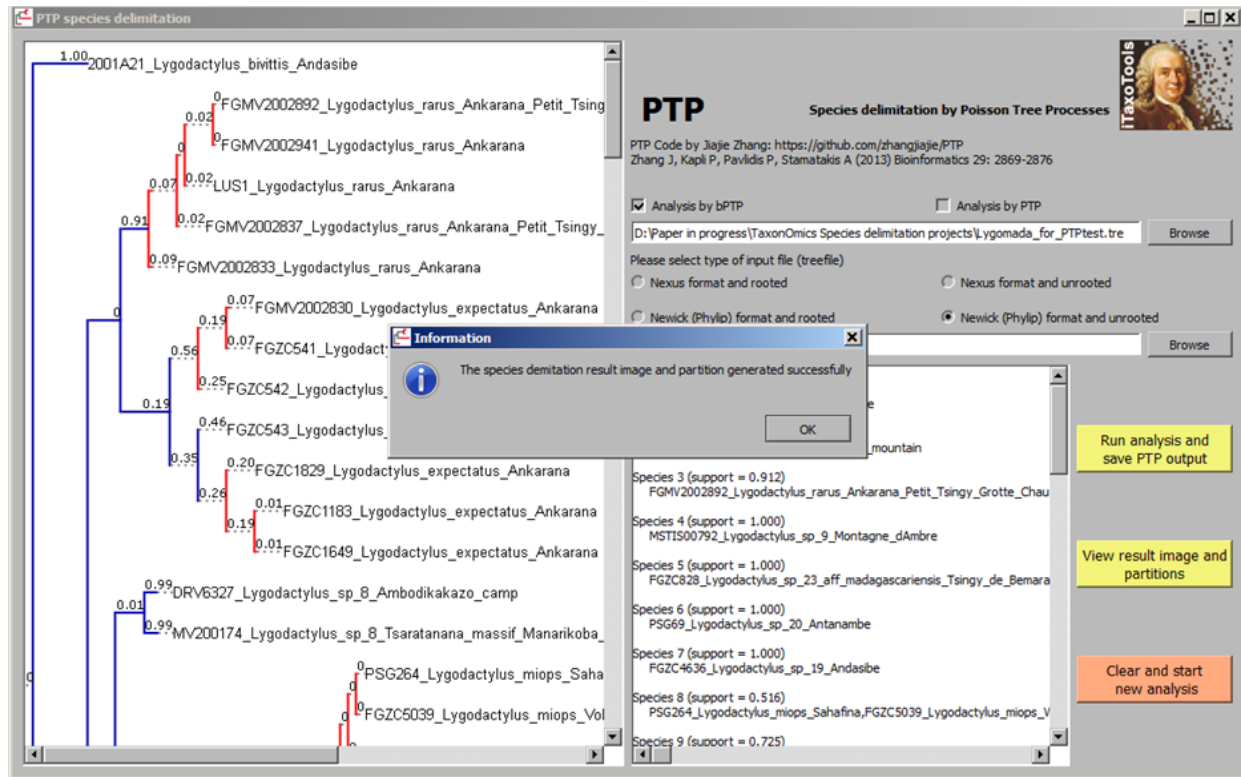 PTP species delimitation
1.00
2001A21_Lygodactylus_bivittis_Andasibe
0
FGMV2002892_Lygodactylus_rarus_Ankarana_Petit_Tsing
0.02
0
FGMV2002941_Lygodactylus_rarus_Ankarana
0.07
0.02
LUS1_Lygodactylus_rarus_Ankarana
0.91
0.02
FGMV2002837_Lygodactylus_rarus_Ankarana_Petit_Tsingy_
0.09
FGMV2002833_Lygodactylus_rarus_Ankarana
0
0.07
FGMV2002830_Lygodactylus_expectatus_Ankarana
0.19
0.07
FGZC541_Lygodact
0.56
0.25
FGZC542_Lygodactylus_
0.19
0.46
FGZC543_Lygodactylus_
0.35
0.20
FGZC1829_Lygodactylus_expectatus_Ankarana
0.26
0.01
FGZC1183_Lygodactylus_expectatus_Ankarana
0.19
0.01
FGZC1649_Lygodactylus_expectatus_Ankarana
0.99
DRV6327_Lygodactylus_sp_8_Ambodikakazo_camp
0.01
0.99
MV200174_Lygodactylus_sp_8_Tsaratanana_massif_Manarikoba_
0
0
PSG264_Lygodactylus_miops_Saha
0
0
0
FGZC5039_Lygodactylus_miops_Vol
0
PTP
Species delimitation by Poisson Tree Processes
iTaxoTools
PTP Code by Jiajie Zhang: https://github.com/zhangjiajie/PTP
Zhang J, Kapli P, Pavlidis P, Stamatakis A (2013) Bioinformatics 29: 2869-2876
Analysis by bPTP
Analysis by PTP
D:\Paper in progress\TaxonOmics Species delimitation projects\Lygomada_for_PTPtest.tre
Browse
Please select type of input file (treefile)
Nexus format and rooted
Nexus format and unrooted
Newick (Phylip) format and rooted
Newick (Phylip) format and unrooted
Browse
Information
The species demitation result image and partition generated successfully
OK
e
_mountain
Species 3 (support = 0.912)
FGMV2002892_Lygodactylus_rarus_Ankarana_Petit_Tsingy_Grotte_Chau
Species 4 (support = 1.000)
MSTIS00792_Lygodactylus_sp_9_Montagne_dAmbre
Species 5 (support = 1.000)
FGZC828_Lygodactylus_sp_23_aff_madagascariensis_Tsingy_de_Bemara
Species 6 (support = 1.000)
PSG69_Lygodactylus_sp_20_Antanambe
Species 7 (support = 1.000)
FGZC4636_Lygodactylus_sp_19_Andasibe
Species 8 (support = 0.516)
PSG264_Lygodactylus_miops_Sahafina,FGZC5039_Lygodactylus_miops_V
Species 9 (support = 0.725)
Run analysis and
save PTP output
View result image and
partitions
Clear and start
new analysis